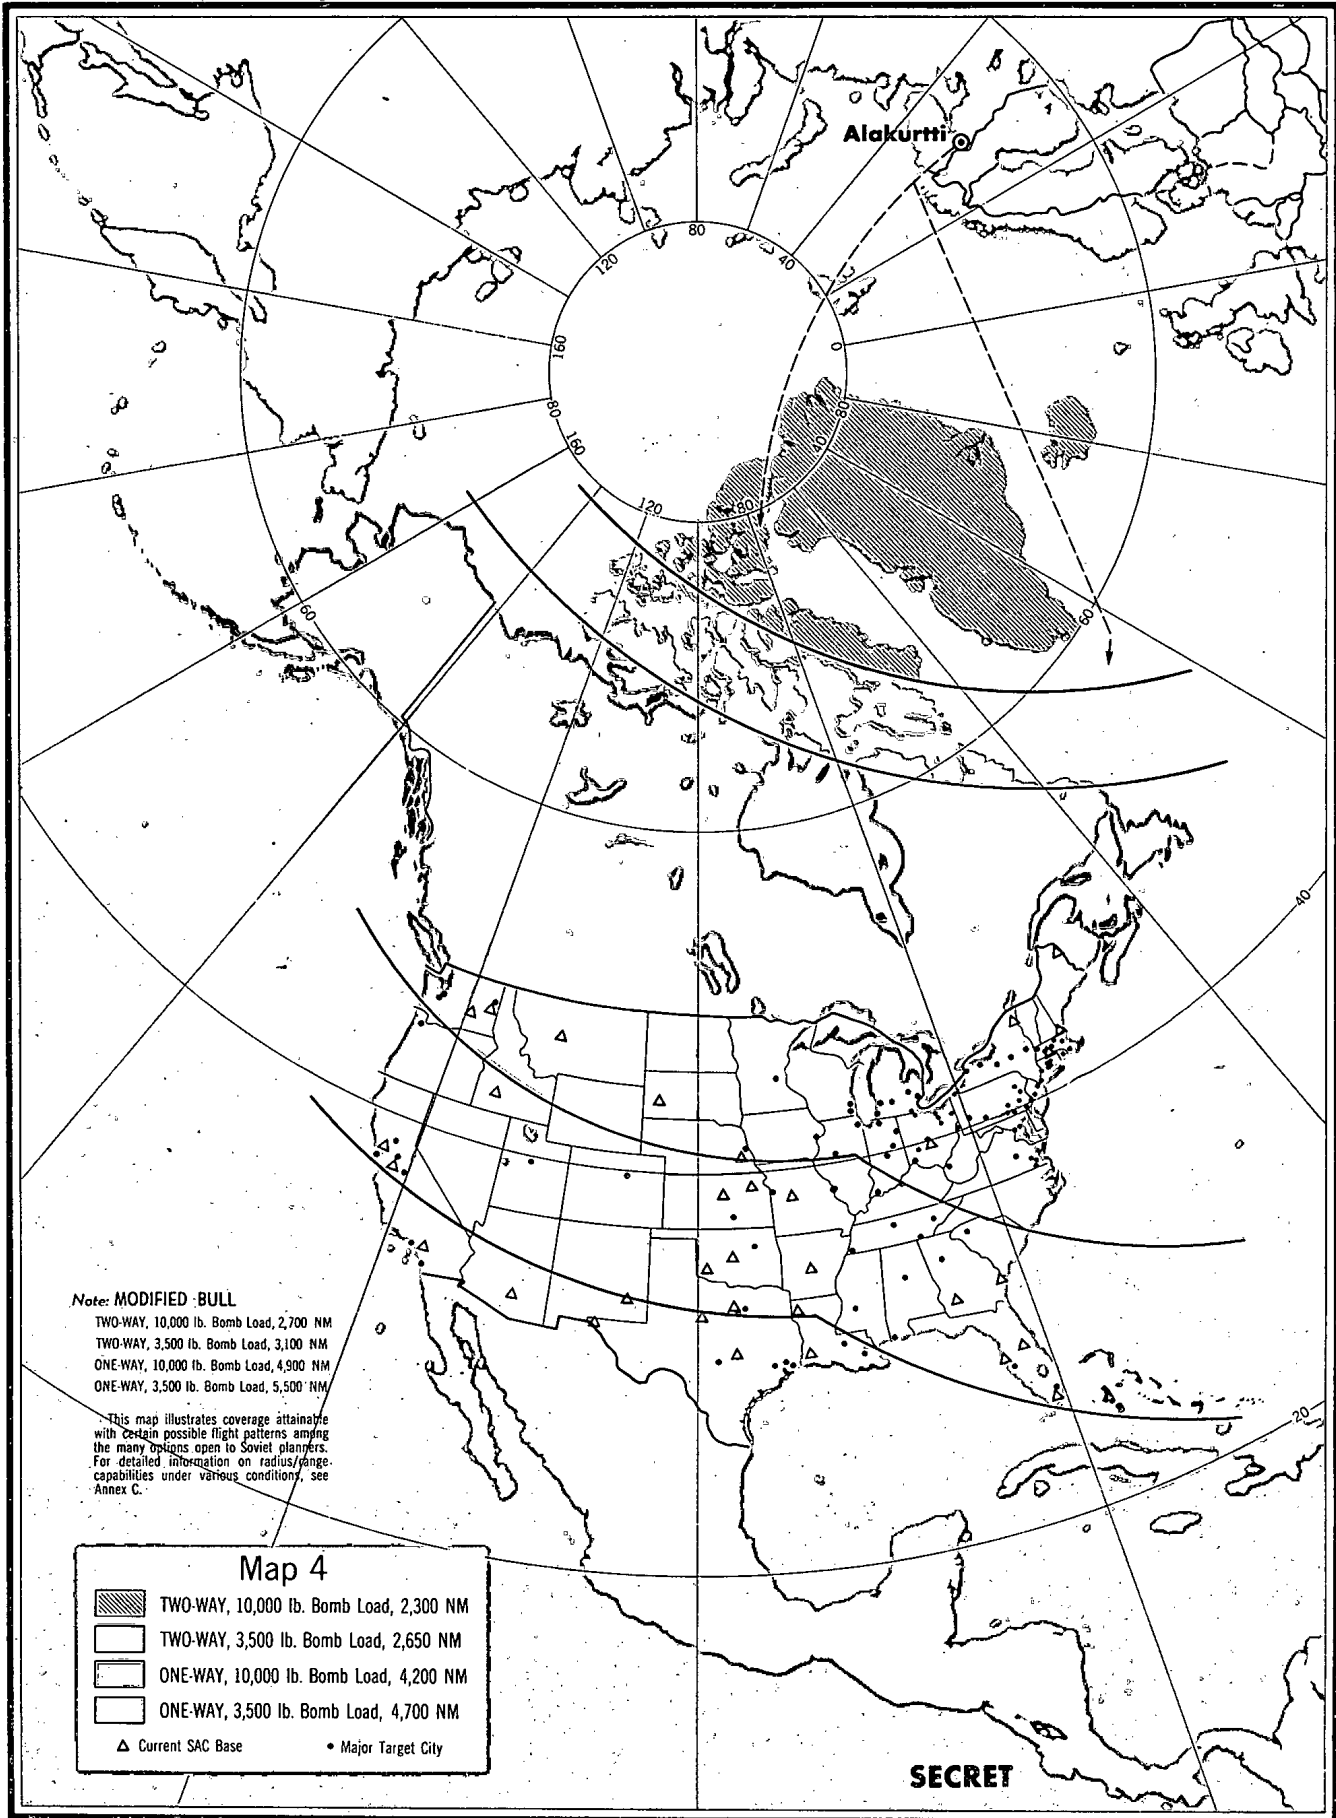 Alakurtti
80
120
40
160
0
80
80
160
40
120
80
60
60
40
Note: MODIFIED BULL
TWO-WAY, 10,000 lb. Bomb Load, 2,700 NM
TWO-WAY, 3,500 lb. Bomb Load, 3,100 NM
ONE-WAY, 10,000 lb. Bomb Load, 4,900 NM
ONE-WAY, 3,500 lb. Bomb Load, 5,500 NM
This map illustrates coverage attainable
with certain possible flight patterns among
the many options open to Soviet planners.
For detailed information on radius/range
capabilities under various conditions, see
Annex C.
20
Map 4
TWO-WAY, 10,000 lb. Bomb Load, 2,300 NM
TWO-WAY, 3,500 lb. Bomb Load, 2,650 NM
ONE-WAY, 10,000 lb. Bomb Load, 4,200 NM
ONE-WAY, 3,500 lb. Bomb Load, 4,700 NM
Current SAC Base
Major Target City
SECRET